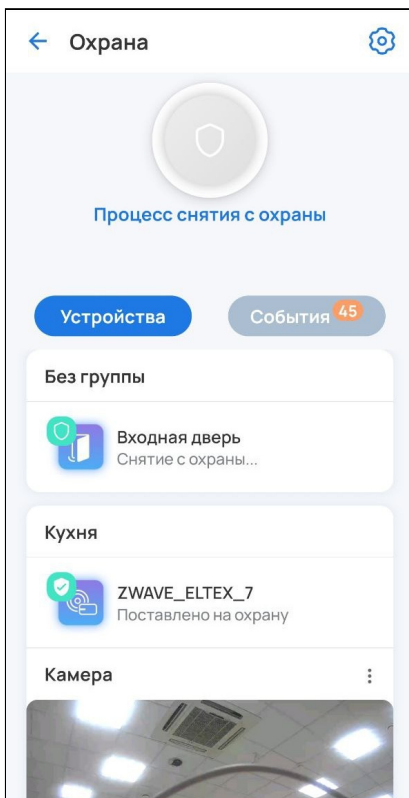 Охрана
Процесс снятия с охраны
Устройства
События 45
Без группы
Входная дверь
Снятие с охраны...
Кухня
ZWAVE_ELTEX_7
Поставлено на охрану
Камера